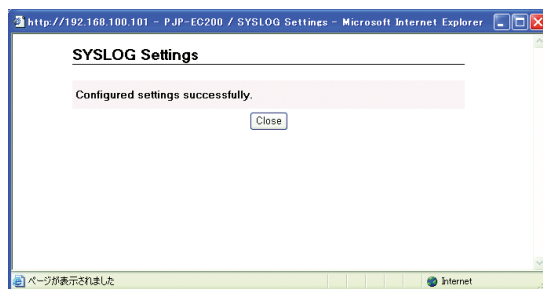 http://192.168.100.101 - PJP-EC200 / SYSLOG Settings - Microsoft Internet Explorer
SYSLOG Settings
Configured settings successfully.
Close
ページが表示されました
Internet